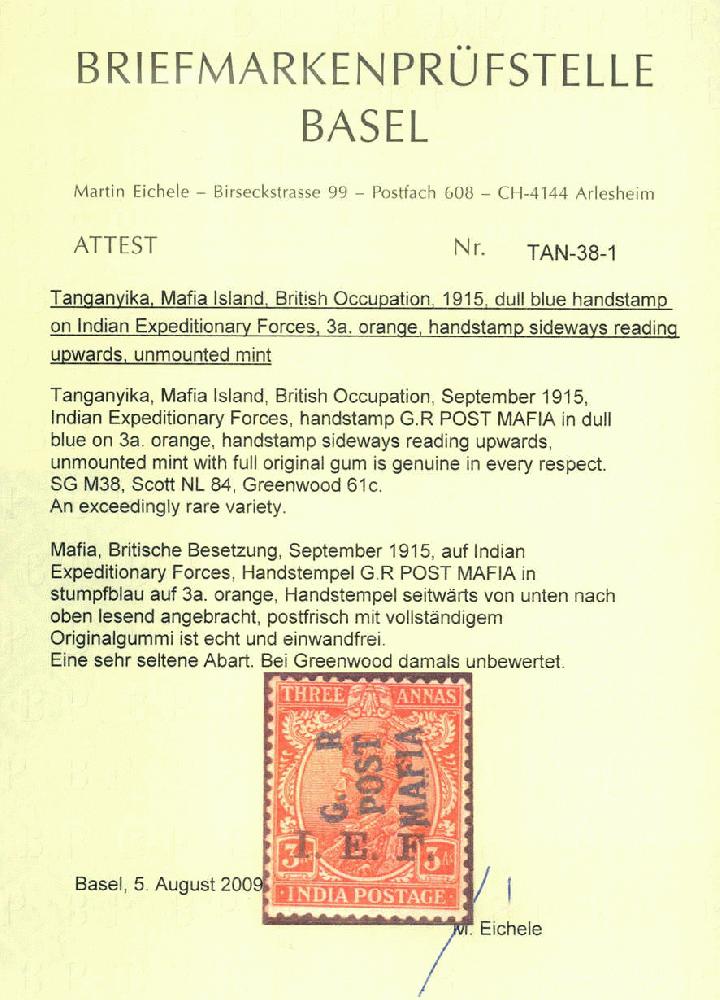 BRIEFMARKENPRÜFSTELLE
BASEL
Martin Eichele – Birseckstrasse 99 – Postfach 608 – CH-4144 Arlesheim
ATTEST Nr. TAN-38-1
Tanganyika, Mafia Island, British Occupation, 1915, dull blue handstamp
on Indian Expeditionary Forces, 3a. orange, handstamp sideways reading
upwards, unmounted mint
Tanganyika, Mafia Island, British Occupation, September 1915,
Indian Expeditionary Forces, handstamp G.R POST MAFIA in dull
blue on 3a. orange, handstamp sideways reading upwards,
unmounted mint with full original gum is genuine in every respect.
SG M38, Scott NL 84, Greenwood 61c.
An exceedingly rare variety.
Mafia, Britische Besetzung, September 1915, auf Indian
Expeditionary Forces, Handstempel G.R POST MAFIA in
stumpfblau auf 3a. orange, Handstempel seitwärts von unten nach
oben lesend angebracht, postfrisch mit vollständigem
Originalgummi ist echt und einwandfrei.
Eine sehr seltene Abart. Bei Greenwood damals unbewertet.
THREE ANNAS
G. R
POST
MAFIA
I. E. F.
3As 3As
INDIA POSTAGE
Basel, 5. August 2009
M. Eichele